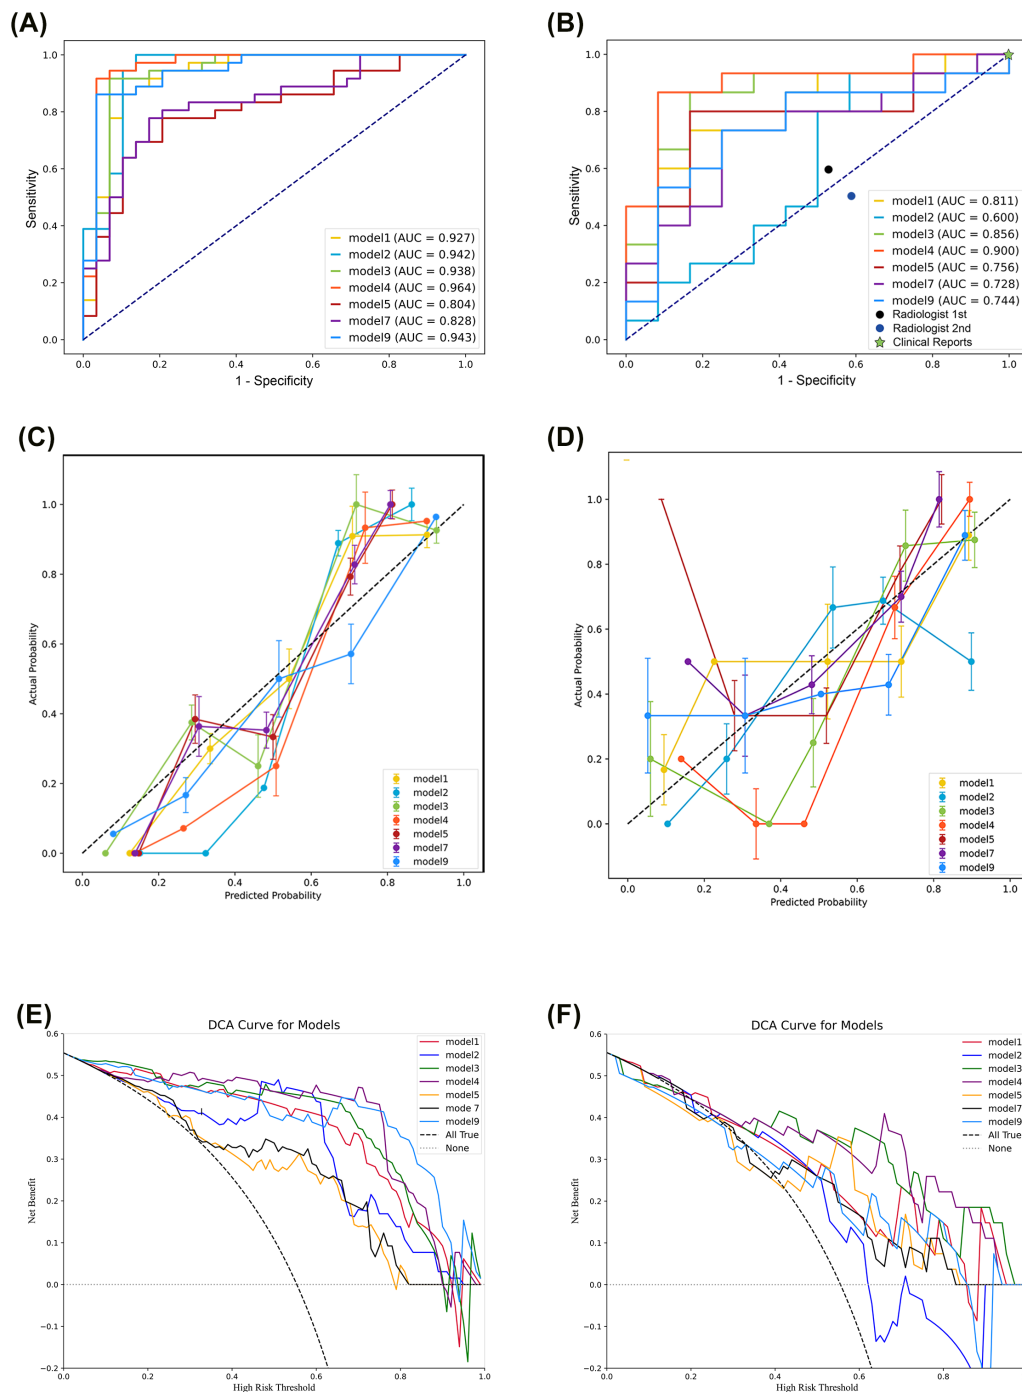 (A)
1.0
0.8
0.6
0.4
0.2
0.0
Sensitivity
model1 (AUC = 0.927)
model2 (AUC = 0.942)
model3 (AUC = 0.938)
model4 (AUC = 0.964)
model5 (AUC = 0.804)
model7 (AUC = 0.828)
model9 (AUC = 0.943)
0.0 0.2 0.4 0.6 0.8 1.0
1 - Specificity
(B)
1.0
0.8
0.6
0.4
0.2
0.0
Sensitivity
model1 (AUC = 0.811)
model2 (AUC = 0.600)
model3 (AUC = 0.856)
model4 (AUC = 0.900)
model5 (AUC = 0.756)
model7 (AUC = 0.728)
model9 (AUC = 0.744)
Radiologist 1st
Radiologist 2nd
Clinical Reports
0.0 0.2 0.4 0.6 0.8 1.0
1 - Specificity
(C)
1.0
0.8
0.6
0.4
0.2
0.0
Actual Probability
model1
model2
model3
model4
model5
model7
model9
0.0 0.2 0.4 0.6 0.8 1.0
Predicted Probability
(D)
1.0
0.8
0.6
0.4
0.2
0.0
Actual Probability
model1
model2
model3
model4
model5
model7
model9
0.0 0.2 0.4 0.6 0.8 1.0
Predicted Probability
(E)
DCA Curve for Models
0.6
0.5
0.4
0.3
0.2
0.1
0.0
−0.1
−0.2
Net Benefit
model1
model2
model3
model4
model5
mode 7
model9
All True
None
0.0 0.2 0.4 0.6 0.8 1.0
High Risk Threshold
(F)
DCA Curve for Models
0.6
0.5
0.4
0.3
0.2
0.1
0.0
−0.1
−0.2
Net Benefit
model1
model2
model3
model4
model5
model7
model9
All True
None
0.0 0.2 0.4 0.6 0.8
High Risk Threshold